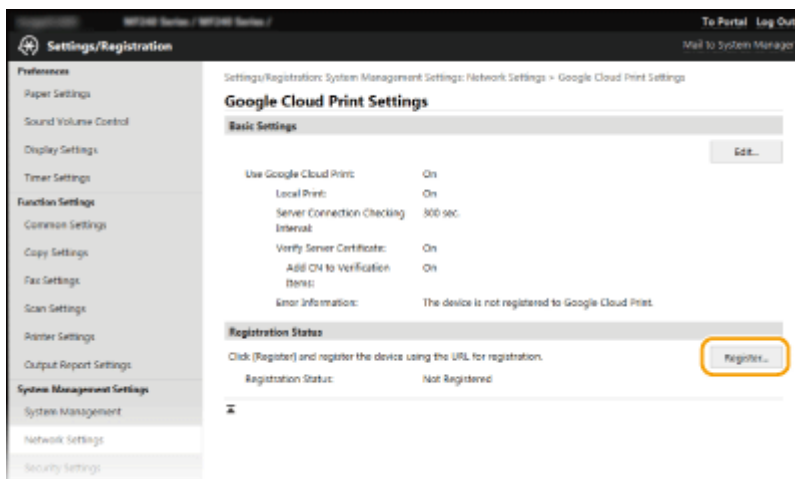 MF240 Series / MF240 Series /
To Portal Log Out
Settings/Registration
Mail to System Manager
Preferences
Paper Settings
Sound Volume Control
Display Settings
Timer Settings
Function Settings
Common Settings
Copy Settings
Fax Settings
Scan Settings
Printer Settings
Output Report Settings
System Management Settings
System Management
Network Settings
Security Settings
Settings/Registration: System Management Settings: Network Settings > Google Cloud Print Settings
Google Cloud Print Settings
Basic Settings
Edit...
Use Google Cloud Print: On
Local Print: On
Server Connection Checking Interval: 300 sec.
Verify Server Certificate: On
Add CN to Verification Items: On
Error Information: The device is not registered to Google Cloud Print.
Registration Status
Click [Register] and register the device using the URL for registration.
Register...
Registration Status: Not Registered